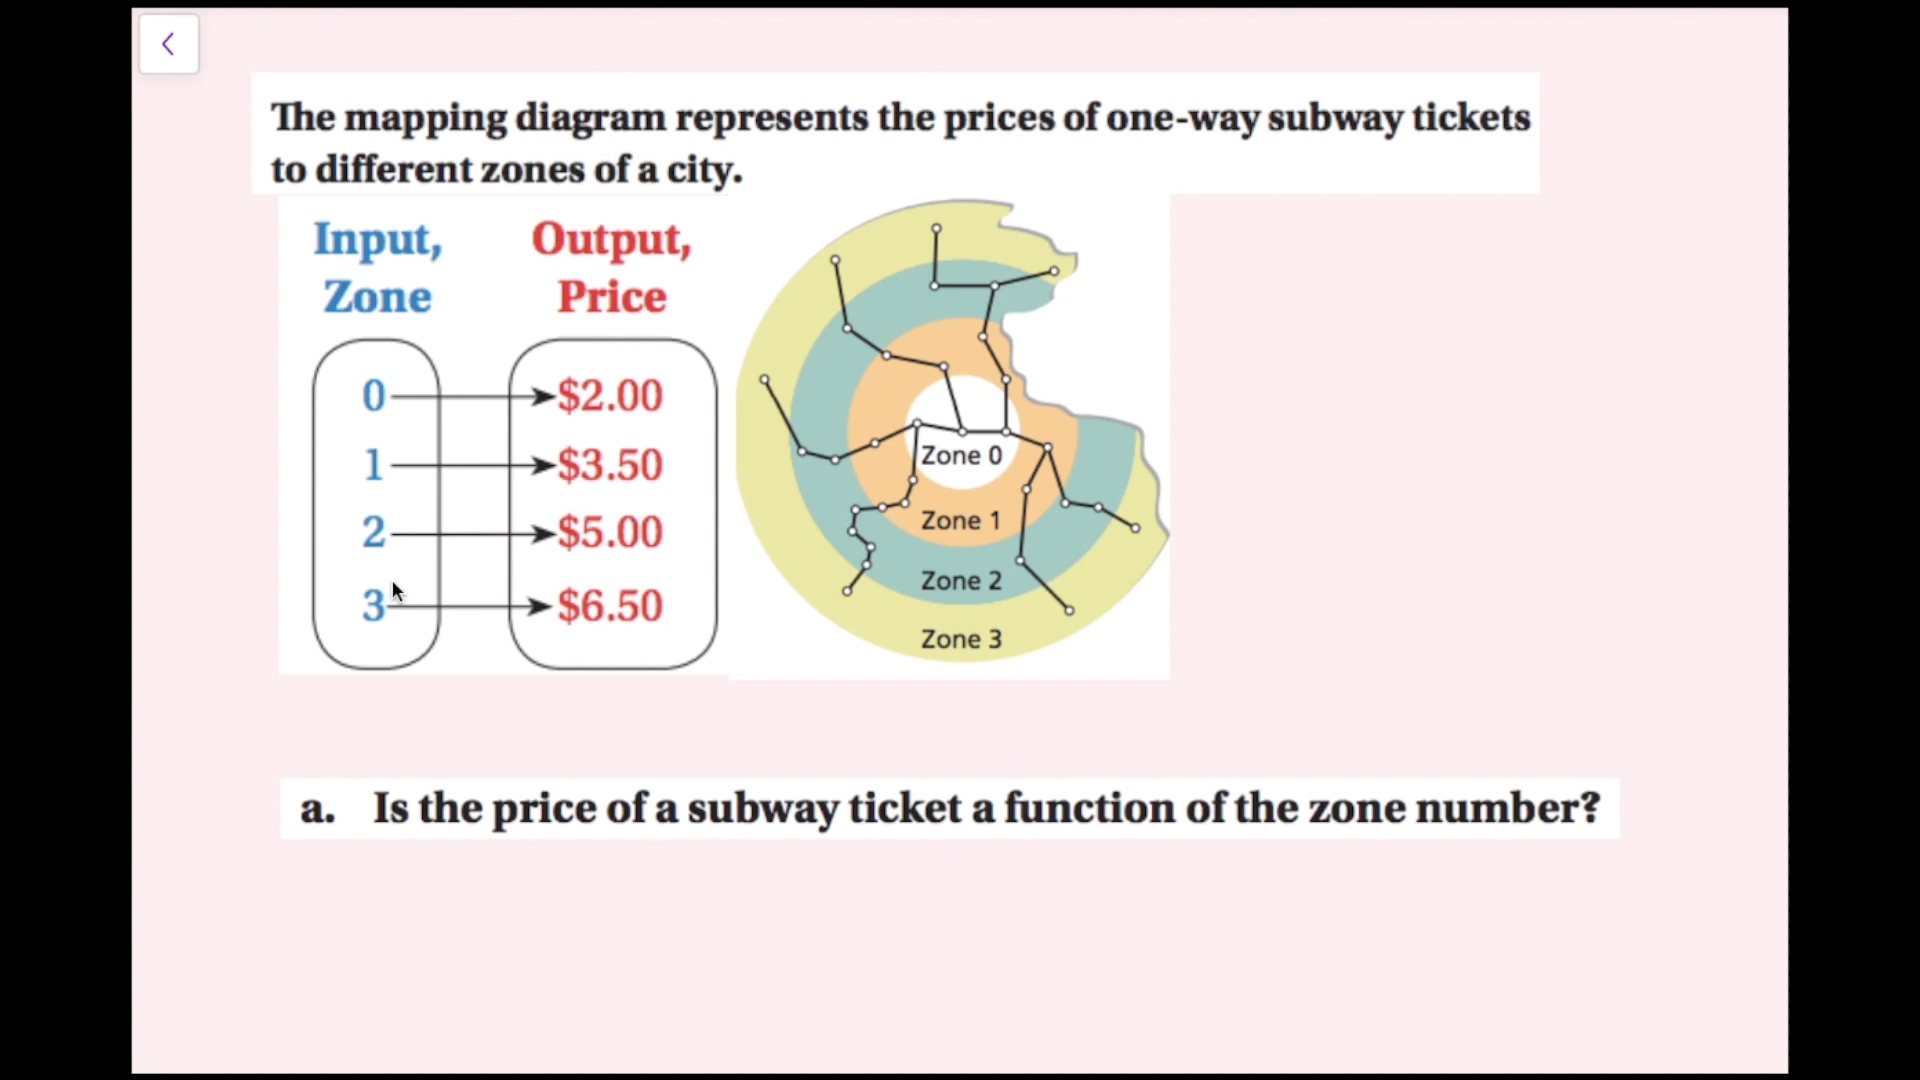 The mapping diagram represents the prices of one-way subway tickets
to different zones of a city.
Input,
Zone
Output,
Price
0 $2.00
1 $3.50
2 $5.00
3 $6.50
Zone 0
Zone 1
Zone 2
Zone 3
a. Is the price of a subway ticket a function of the zone number?